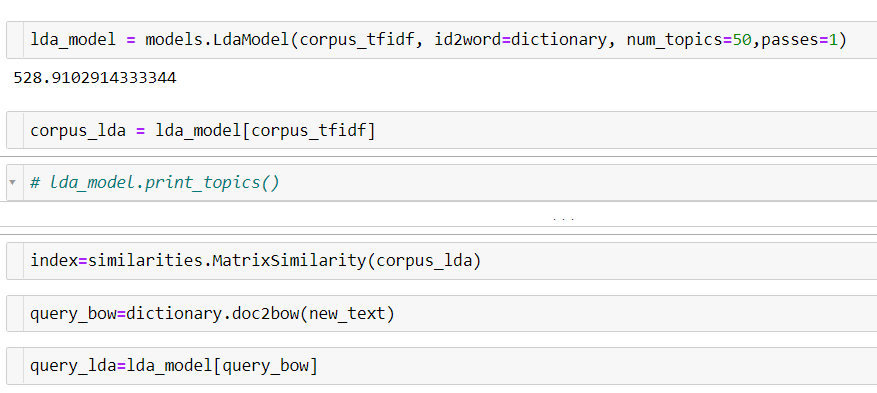 lda_model = models.LdaModel(corpus_tfidf, id2word=dictionary, num_topics=50,passes=1)
528.9102914333344
corpus_lda = lda_model[corpus_tfidf]
# lda_model.print_topics()
...
index=similarities.MatrixSimilarity(corpus_lda)
query_bow=dictionary.doc2bow(new_text)
query_lda=lda_model[query_bow]